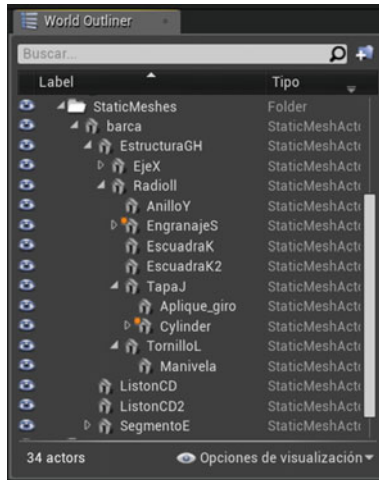 World Outliner
Buscar...
Label Tipo
StaticMeshes Folder
barca StaticMeshActo
EstructuraGH StaticMeshActo
EjeX StaticMeshActo
RadioII StaticMeshActo
AnilloY StaticMeshActo
EngranajeS StaticMeshActo
EscuadraK StaticMeshActo
EscuadraK2 StaticMeshActo
TapaJ StaticMeshActo
Aplique_giro StaticMeshActo
Cylinder StaticMeshActo
TornilloL StaticMeshActo
Manivela StaticMeshActo
ListonCD StaticMeshActo
ListonCD2 StaticMeshActo
SegmentoE StaticMeshActo
34 actors Opciones de visualización